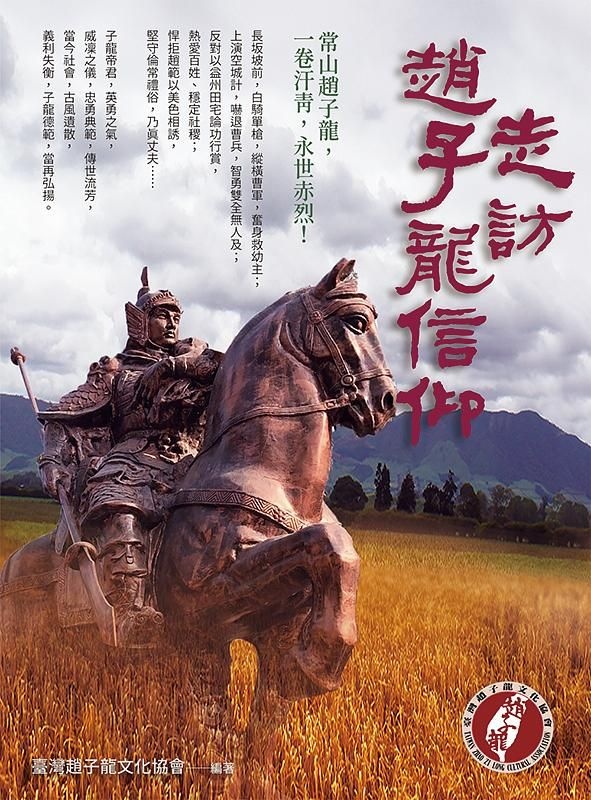 走訪
趙子龍信仰
常山趙子龍，
一卷汗青，永世赤烈！
長坂坡前，白騎單槍，縱橫曹軍，奮身救幼主；
上演空城計，嚇退曹兵，智勇雙全無人及；
反對以益州田宅論功行賞，
熱愛百姓、穩定社稷；
悍拒趙範以美色相誘，
堅守倫常禮俗，乃真丈夫……
子龍帝君，英勇之氣，
威凜之儀，忠勇典範，傳世流芳，
當今社會，古風遺散，
義利失衡，子龍德範，當再弘揚。
臺灣趙子龍文化協會
TAIWAN ZHAO ZI LONG CULTURAL ASSOCIATION
趙子龍
臺灣趙子龍文化協會——編著